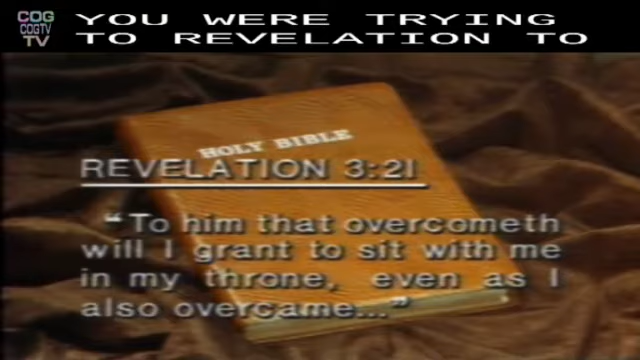 COG
COGTV
TV
YOU WERE TRYING
TO REVELATION TO
HOLY BIBLE
REVELATION 3:21
“To him that overcometh
will I grant to sit with me
in my throne, even as I
also overcame...”